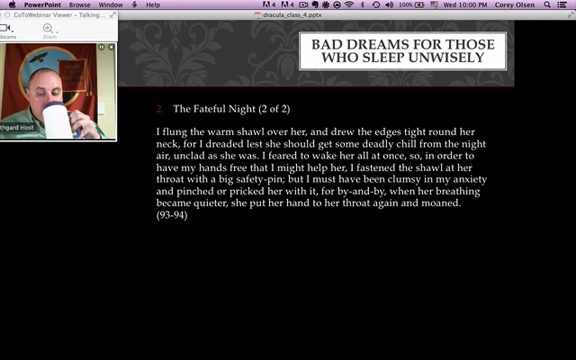 PowerPoint Browse Window Help
100% Wed 10:00 PM Corey Olsen
GoToWebinar Viewer - Talking...
dracula_class_4.pptx
Zoom
Host
BAD DREAMS FOR THOSE
WHO SLEEP UNWISELY
2. The Fateful Night (2 of 2)
I flung the warm shawl over her, and drew the edges tight round her
neck, for I dreaded lest she should get some deadly chill from the night
air, unclad as she was. I feared to wake her all at once, so, in order to
have my hands free that I might help her, I fastened the shawl at her
throat with a big safety-pin; but I must have been clumsy in my anxiety
and pinched or pricked her with it, for by-and-by, when her breathing
became quieter, she put her hand to her throat again and moaned.
(93-94)